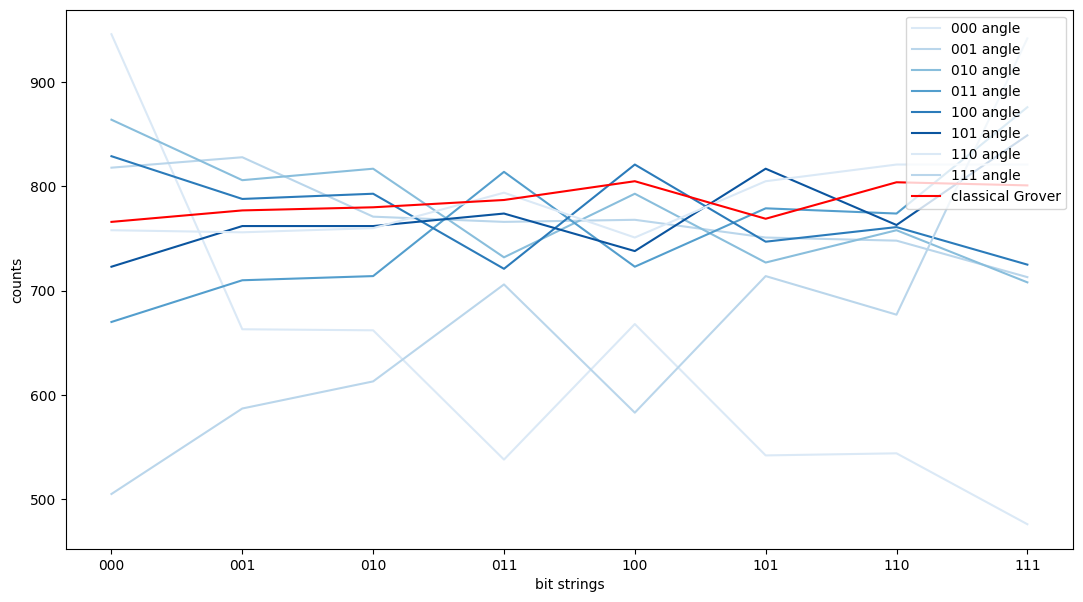 000 angle
001 angle
010 angle
011 angle
100 angle
101 angle
110 angle
111 angle
classical Grover
900
800
700
600
500
counts
000 001 010 011 100 101 110 111
bit strings